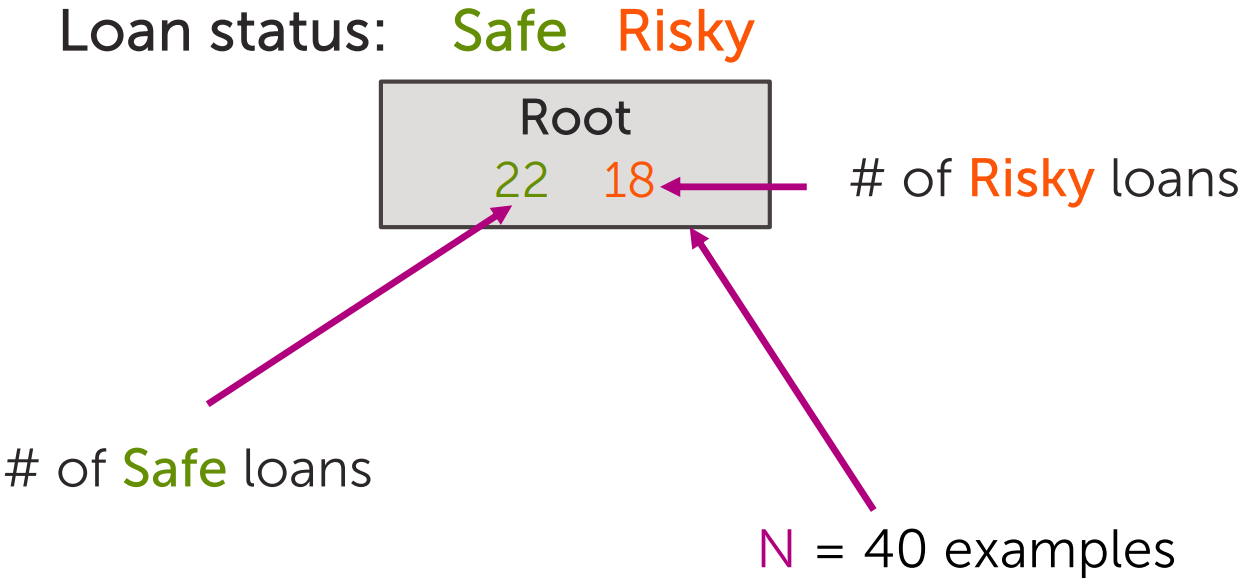 Loan status: Safe Risky
Root
22 18
# of Risky loans
# of Safe loans
N = 40 examples